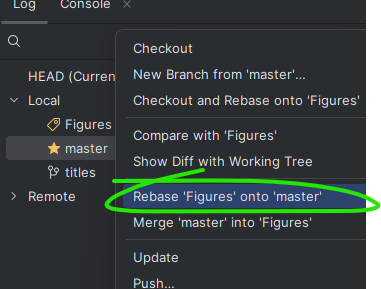 Log
Console
HEAD (Curren
Local
Figures
master
titles
Remote
Checkout
New Branch from 'master'...
Checkout and Rebase onto 'Figures'
Compare with 'Figures'
Show Diff with Working Tree
Rebase 'Figures' onto 'master'
Merge 'master' into 'Figures'
Update
Push...